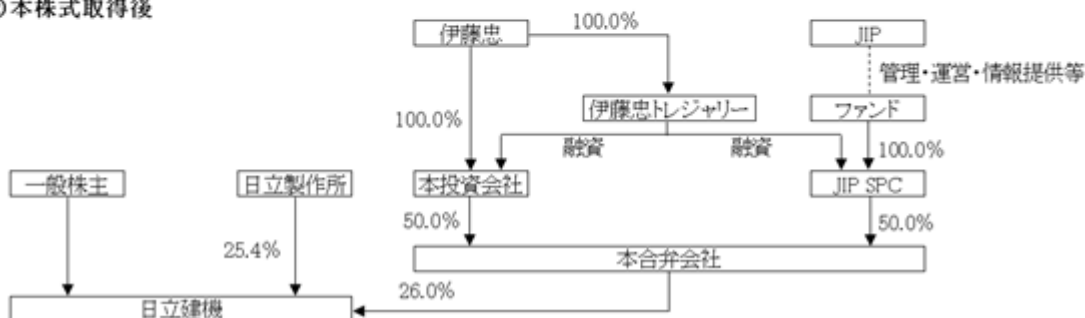 )本株式取得後
伊藤忠
100.0%
JIP
管理・運営・情報提供等
伊藤忠トレジャリー
ファンド
100.0%
融資
融資
100.0%
一般株主
日立製作所
本投資会社
JIP SPC
50.0%
50.0%
25.4%
本合弁会社
26.0%
日立建機